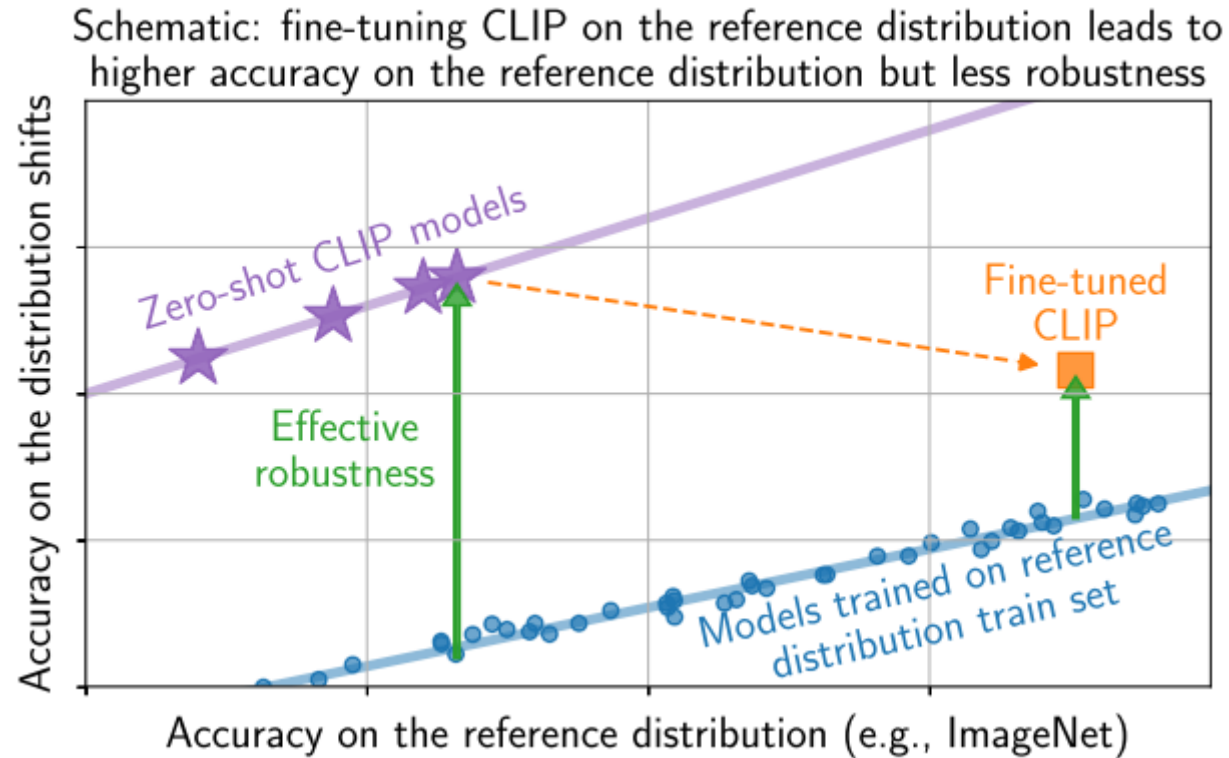 Schematic: fine-tuning CLIP on the reference distribution leads to
higher accuracy on the reference distribution but less robustness
Accuracy on the distribution shifts
Zero-shot CLIP models
Fine-tuned
CLIP
Effective
robustness
Models trained on reference
distribution train set
Accuracy on the reference distribution (e.g., ImageNet)